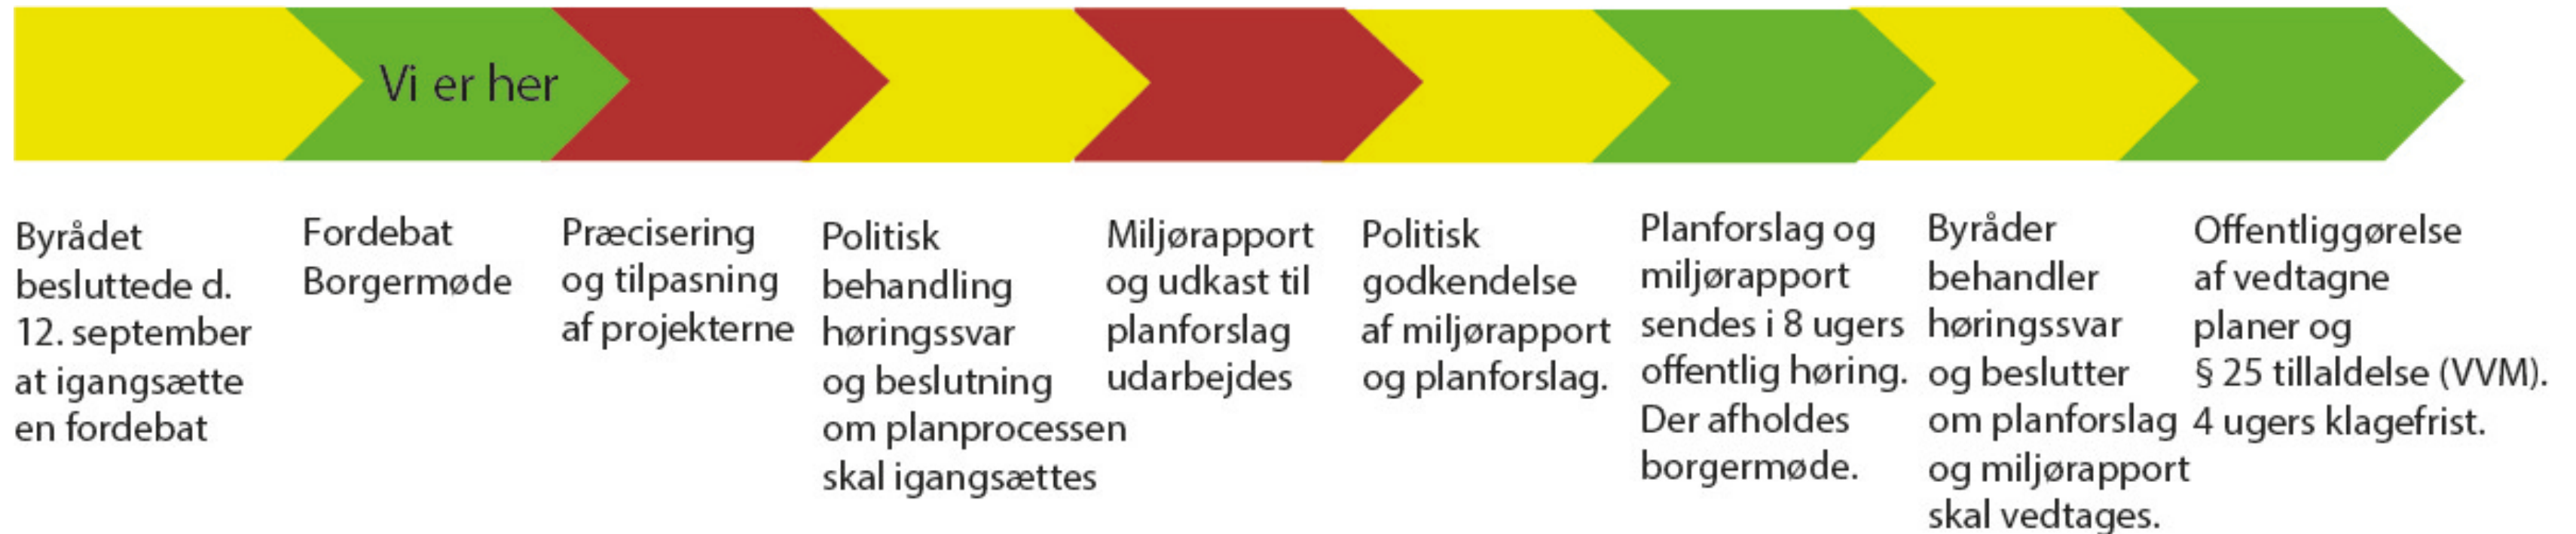 Vi er her
Byrådet
besluttede d.
12. september
at igangsætte
en fordebat
Fordebat
Borgermøde
Præcisering
og tilpasning
af projekterne
Politisk
behandling
høringssvar
og beslutning
om planprocessen
skal igangsættes
Miljørapport
og udkast til
planforslag
udarbejdes
Politisk
godkendelse
af miljørapport
og planforslag.
Planforslag og
miljørapport
sendes i 8 ugers
offentlig høring.
Der afholdes
borgermøde.
Byråder
behandler
høringssvar
og beslutter
om planforslag
og miljørapport
skal vedtages.
Offentliggørelse
af vedtagne
planer og
§ 25 tillaldelse (VVM).
4 ugers klagefrist.